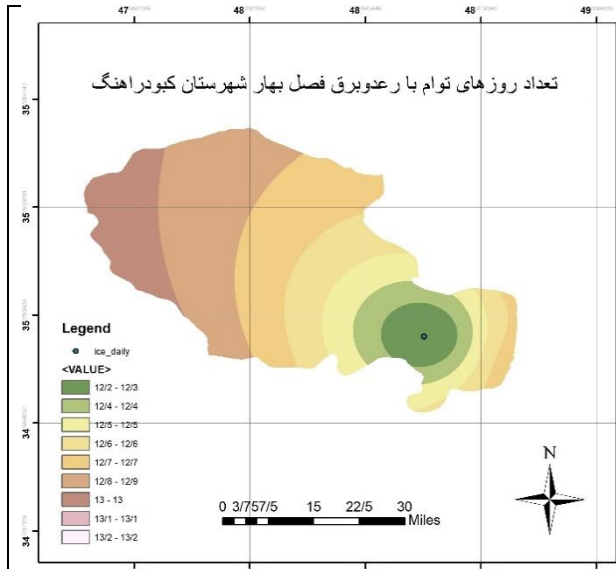 47 48 48 49
تعداد روزهای توام با رعدوبرق فصل بهار شهرستان کبودراهنگ
35
35
35
34
34
Legend
ice_daily
<VALUE>
12/2 - 12/3
12/4 - 12/4
12/5 - 12/5
12/6 - 12/6
12/7 - 12/7
12/8 - 12/9
13 - 13
13/1 - 13/1
13/2 - 13/2
N
0 3/75 7/5 15 22/5 30
Miles